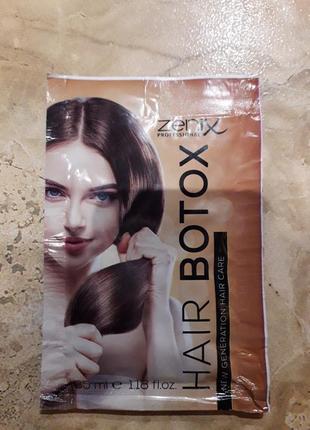 zenix
PROFESSIONAL
HAIR BOTOX
NEW GENERATION HAIR CARE
35 ml e 1.18 fl.oz.